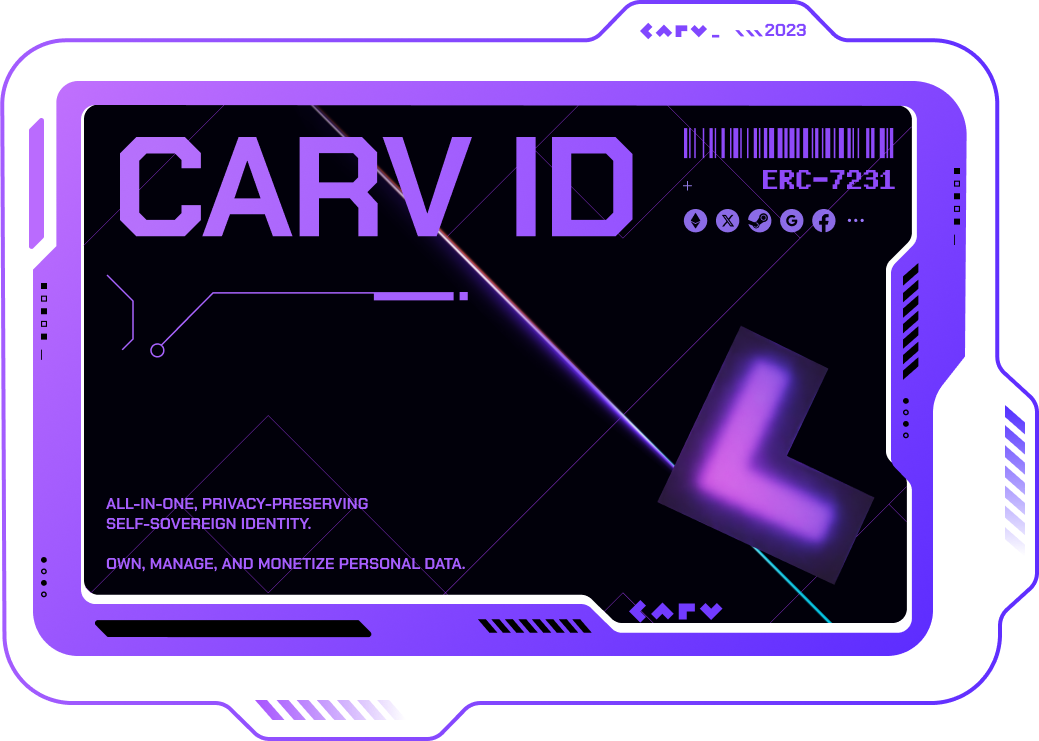 CARV_ 2023
CARV ID
ERC-7231
ALL-IN-ONE, PRIVACY-PRESERVING
SELF-SOVEREIGN IDENTITY.
OWN, MANAGE, AND MONETIZE PERSONAL DATA.
CARV